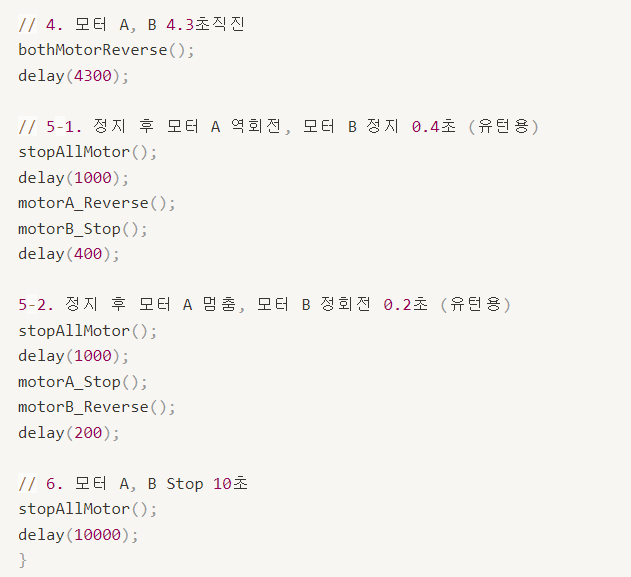 // 4. 모터 A, B 4.3초직진
bothMotorReverse();
delay(4300);
// 5-1. 정지 후 모터 A 역회전, 모터 B 정지 0.4초 (유턴용)
stopAllMotor();
delay(1000);
motorA_Reverse();
motorB_Stop();
delay(400);
5-2. 정지 후 모터 A 멈춤, 모터 B 정회전 0.2초 (유턴용)
stopAllMotor();
delay(1000);
motorA_Stop();
motorB_Reverse();
delay(200);
// 6. 모터 A, B Stop 10초
stopAllMotor();
delay(10000);
}